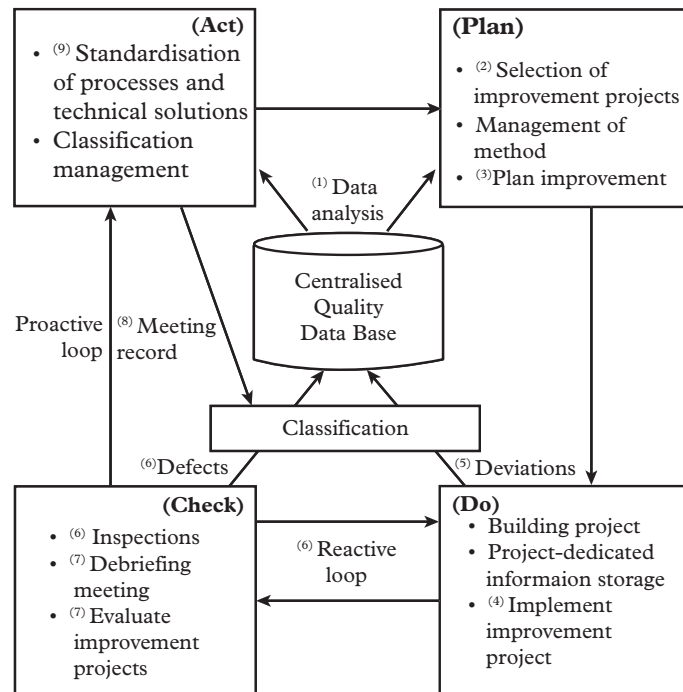 (Act)
• (9) Standardisation
of processes and
technical solutions
• Classification
management
(Plan)
• (2) Selection of
improvement projects
• Management of
method
• (3)Plan improvement
(1) Data
analysis
Centralised
Quality
Data Base
Proactive
loop
(8) Meeting
record
Classification
(6)Defects
(5) Deviations
(Check)
• (6) Inspections
• (7) Debriefing
meeting
• (7) Evaluate
improvement
projects
(6) Reactive
loop
(Do)
• Building project
• Project-dedicated
informaion storage
• (4) Implement
improvement
project